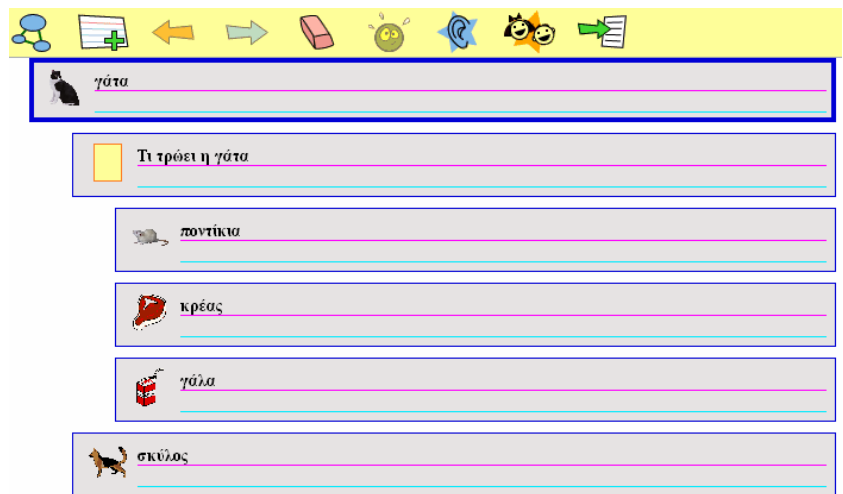 γάτα
Τι τρώει η γάτα
ποντίκια
κρέας
γάλα
σκύλος